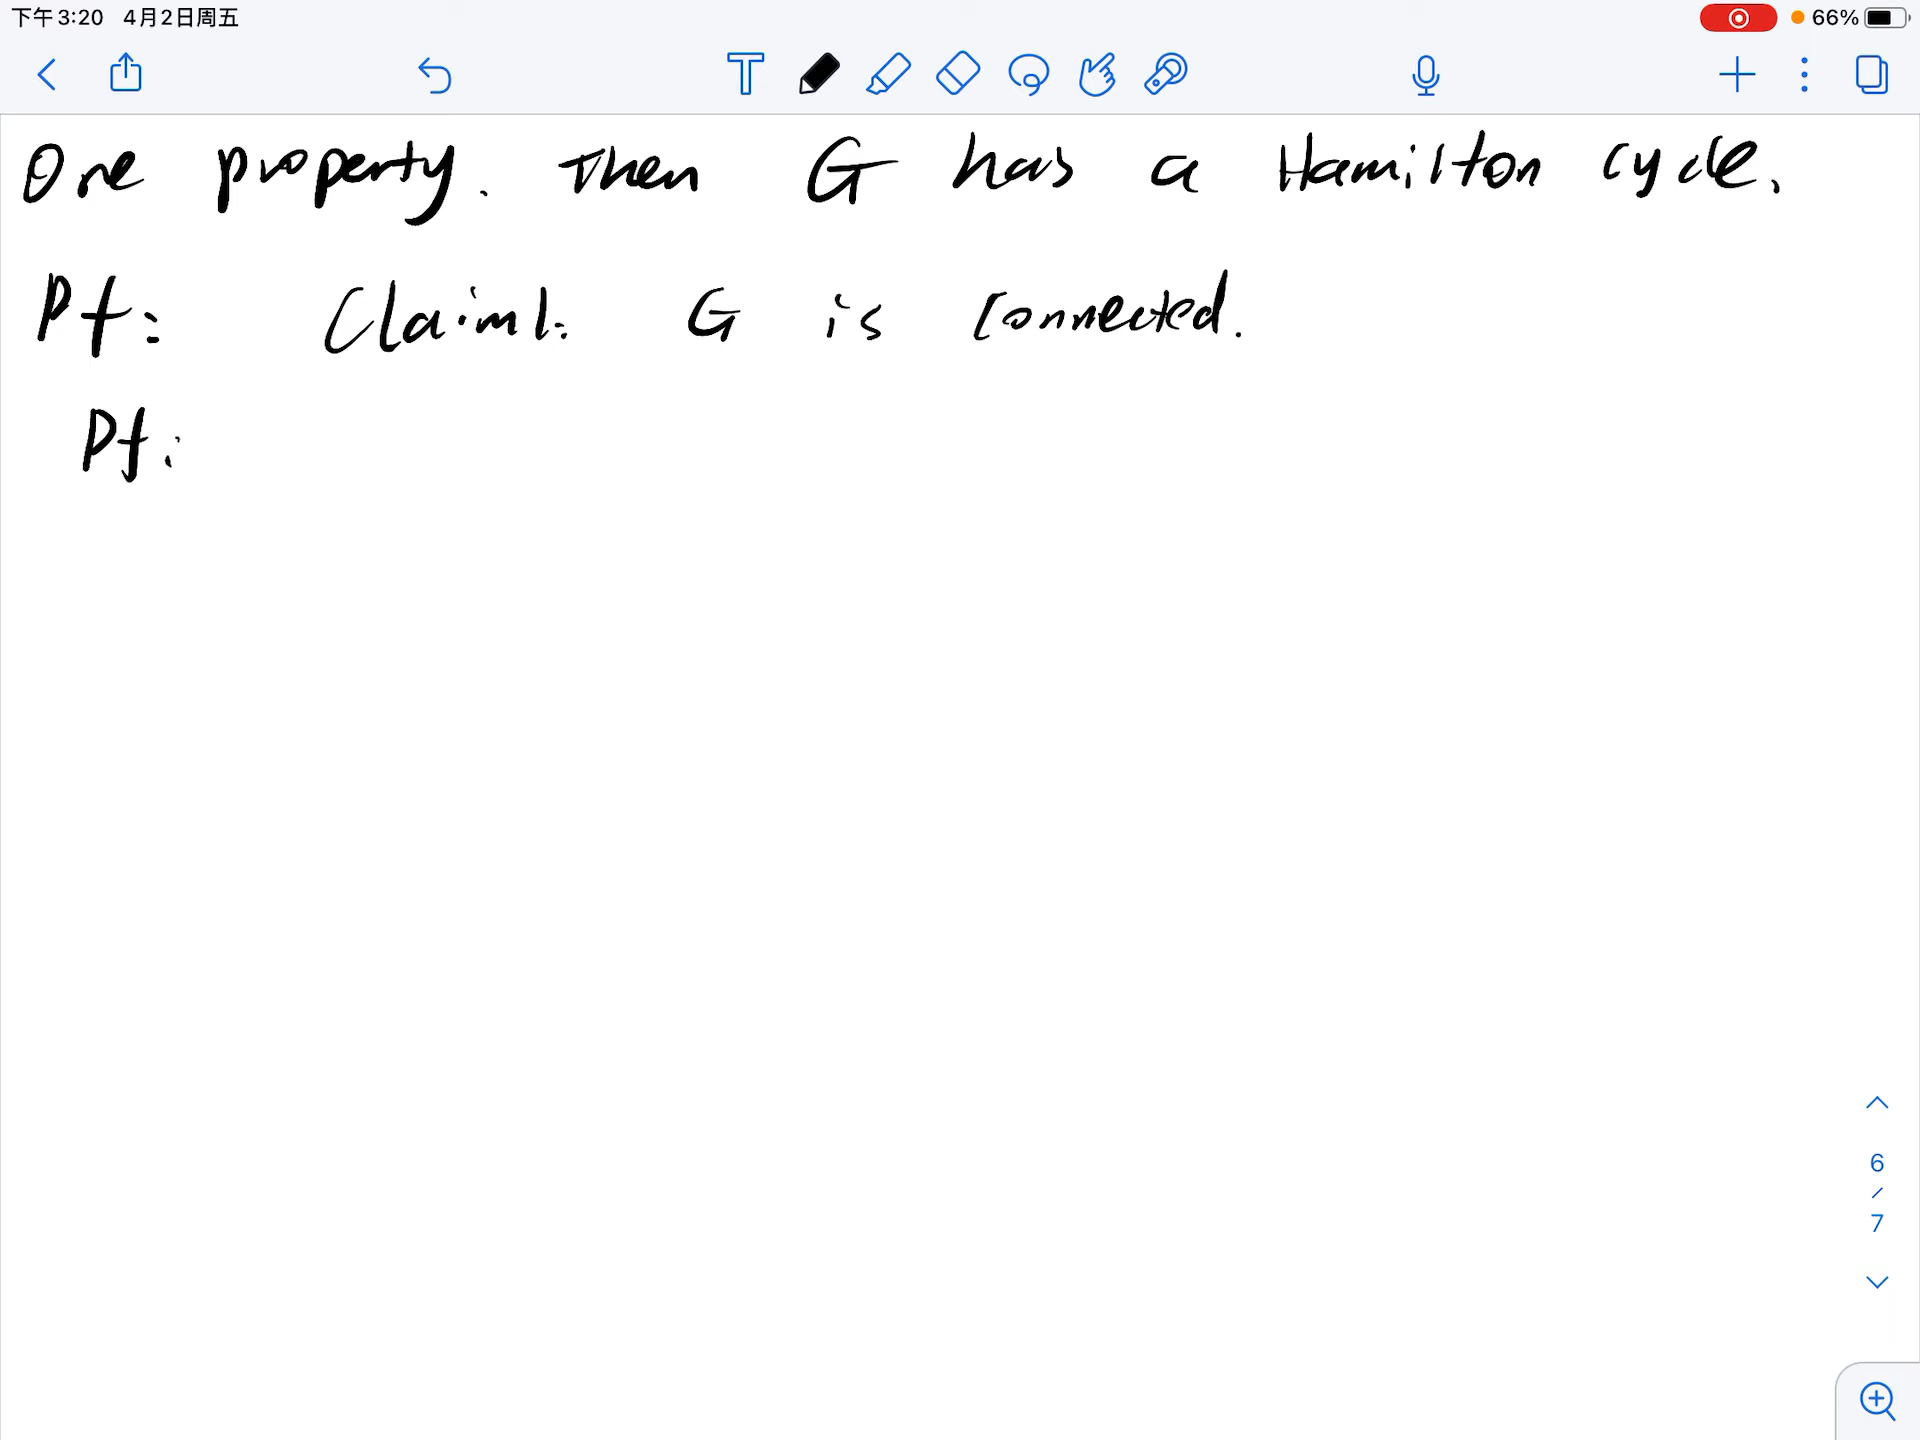 下午3:20 4月2日周五
66%
T
Ore property. Then G has a Hamilton cycle.
Pf: Claim1: G is connected.
Pf:
6
/
7